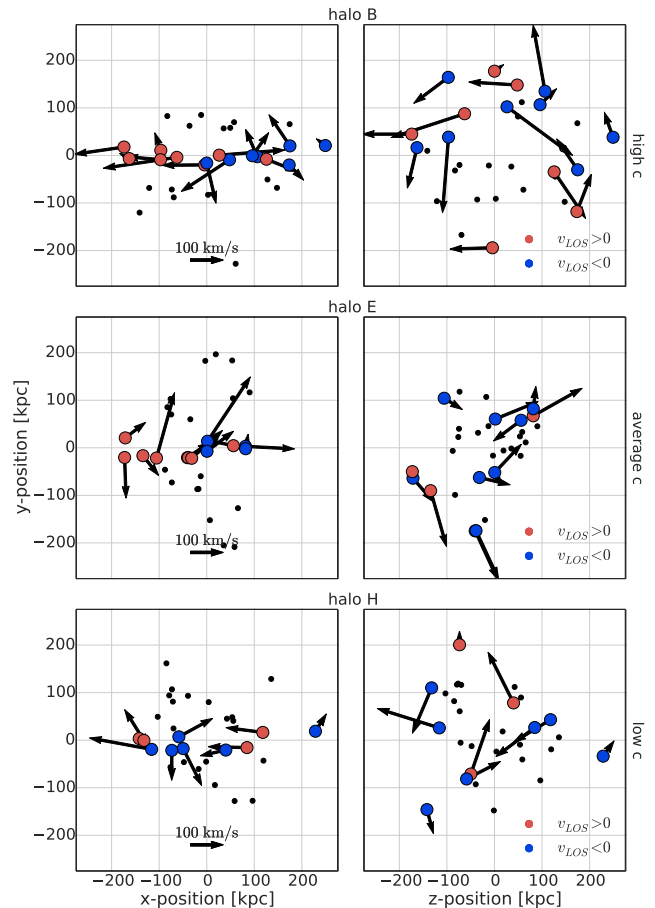 halo B
200
100
0
−100
−200
100 km/s
v_LOS>0
v_LOS<0
high c
halo E
200
100
0
−100
−200
y-position [kpc]
100 km/s
v_LOS>0
v_LOS<0
average c
halo H
200
100
0
−100
−200
100 km/s
v_LOS>0
v_LOS<0
low c
−200 −100 0 100 200
−200 −100 0 100 200
x-position [kpc]
z-position [kpc]